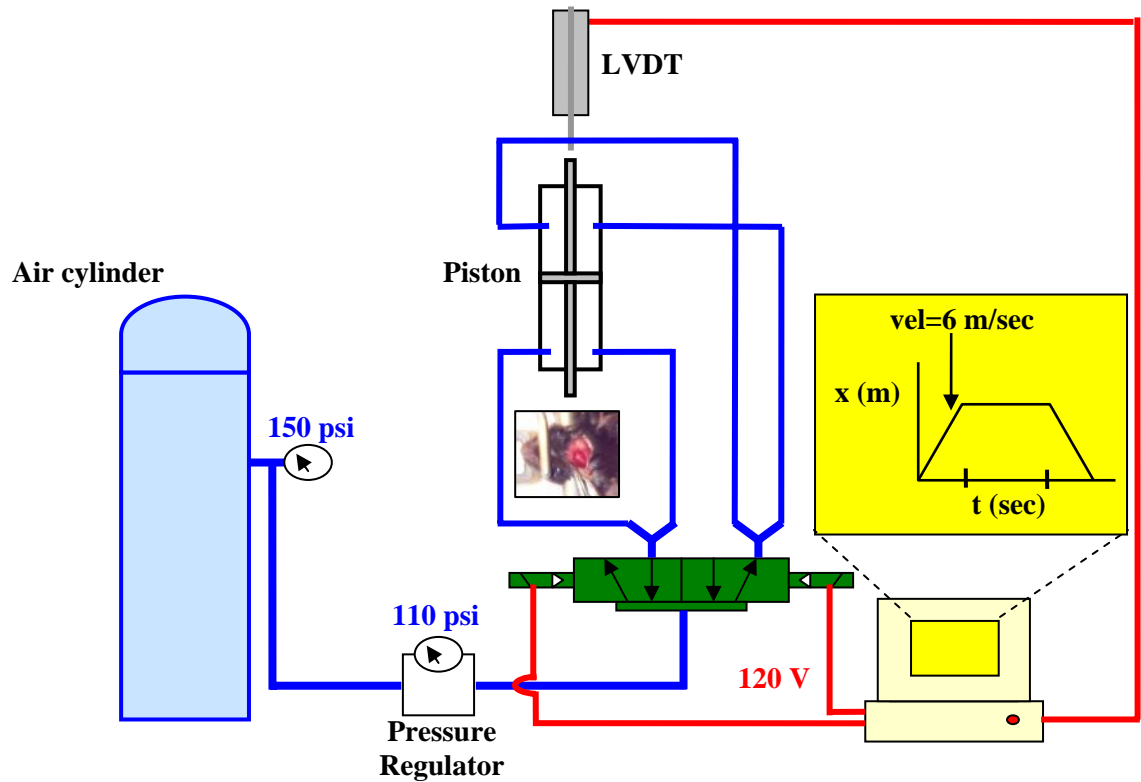 LVDT
Air cylinder
Piston
vel=6 m/sec
x (m)
t (sec)
150 psi
110 psi
120 V
Pressure
Regulator